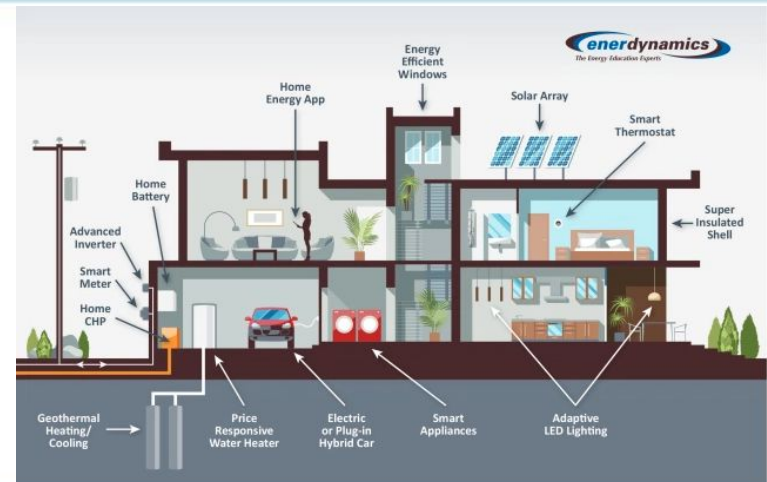 enerdynamics
The Energy Education Experts
Energy
Efficient
Windows
Home
Energy App
Solar Array
Smart
Thermostat
Home
Battery
Super
Insulated
Shell
Advanced
Inverter
Smart
Meter
Home
CHP
Geothermal
Heating/
Cooling
Price
Responsive
Water Heater
Electric
or Plug-in
Hybrid Car
Smart
Appliances
Adaptive
LED Lighting